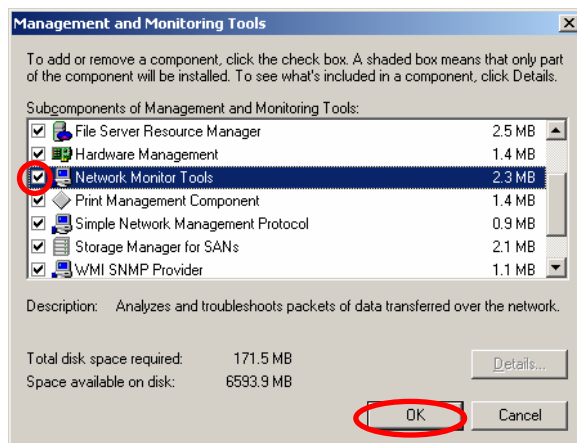 Management and Monitoring Tools
To add or remove a component, click the check box. A shaded box means that only part
of the component will be installed. To see what's included in a component, click Details.
Subcomponents of Management and Monitoring Tools:
File Server Resource Manager 2.5 MB
Hardware Management 1.4 MB
Network Monitor Tools 2.3 MB
Print Management Component 1.4 MB
Simple Network Management Protocol 0.9 MB
Storage Manager for SANs 2.1 MB
WMI SNMP Provider 1.1 MB
Description: Analyzes and troubleshoots packets of data transferred over the network.
Total disk space required: 171.5 MB
Details...
Space available on disk: 6593.9 MB
OK Cancel